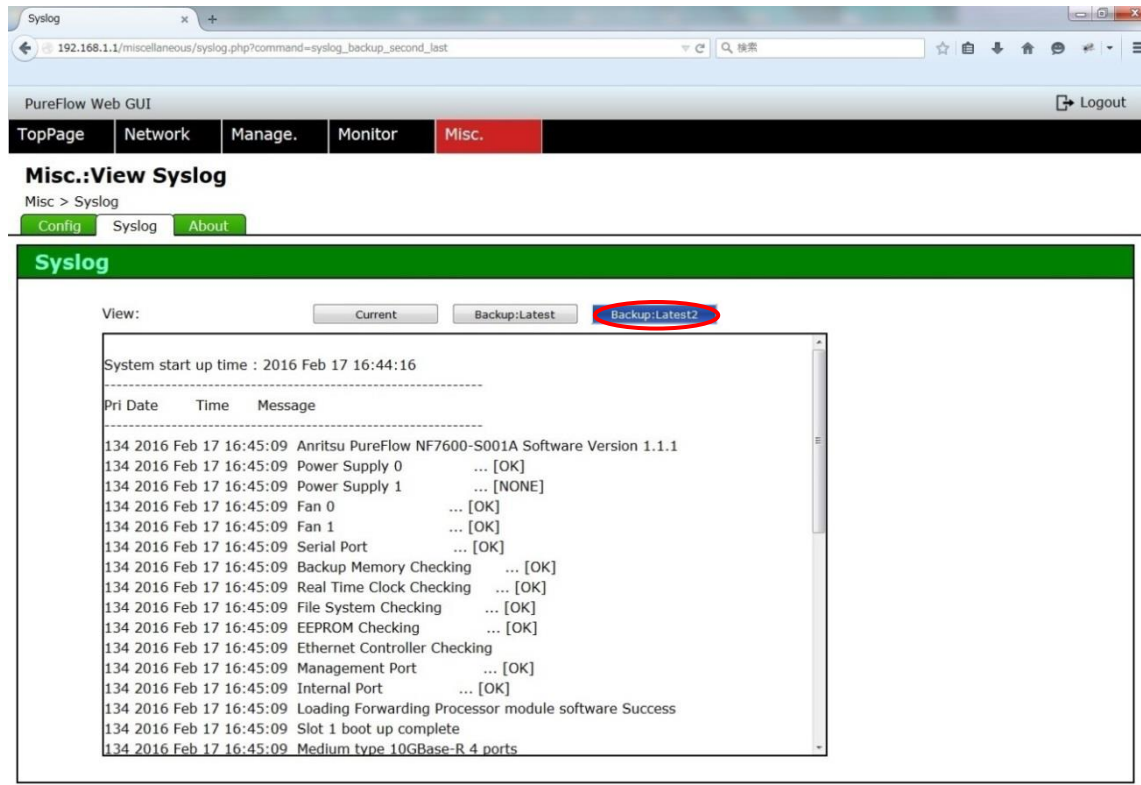 Syslog
192.168.1.1/miscellaneous/syslog.php?command=syslog_backup_second_last 検索
PureFlow Web GUI Logout
TopPage Network Manage. Monitor Misc.
Misc.:View Syslog
Misc > Syslog
Config Syslog About
Syslog
View: Current Backup:Latest Backup:Latest2
System start up time : 2016 Feb 17 16:44:16
---------------------------------------------------------------
Pri Date Time Message
---------------------------------------------------------------
134 2016 Feb 17 16:45:09 Anritsu PureFlow NF7600-S001A Software Version 1.1.1
134 2016 Feb 17 16:45:09 Power Supply 0 ... [OK]
134 2016 Feb 17 16:45:09 Power Supply 1 ... [NONE]
134 2016 Feb 17 16:45:09 Fan 0 ... [OK]
134 2016 Feb 17 16:45:09 Fan 1 ... [OK]
134 2016 Feb 17 16:45:09 Serial Port ... [OK]
134 2016 Feb 17 16:45:09 Backup Memory Checking ... [OK]
134 2016 Feb 17 16:45:09 Real Time Clock Checking ... [OK]
134 2016 Feb 17 16:45:09 File System Checking ... [OK]
134 2016 Feb 17 16:45:09 EEPROM Checking ... [OK]
134 2016 Feb 17 16:45:09 Ethernet Controller Checking
134 2016 Feb 17 16:45:09 Management Port ... [OK]
134 2016 Feb 17 16:45:09 Internal Port ... [OK]
134 2016 Feb 17 16:45:09 Loading Forwarding Processor module software Success
134 2016 Feb 17 16:45:09 Slot 1 boot up complete
134 2016 Feb 17 16:45:09 Medium type 10GBase-R 4 ports